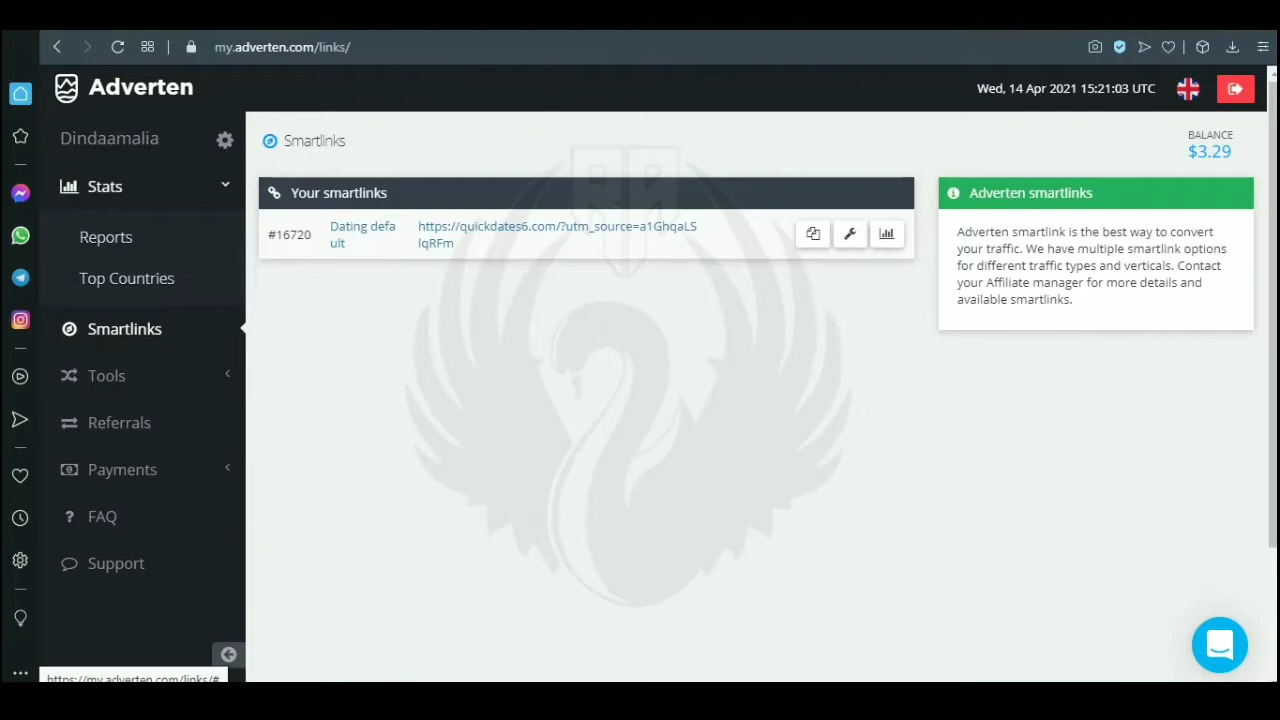 my.adverten.com/links/
Adverten
Wed, 14 Apr 2021 15:21:03 UTC
Dindaamalia
Smartlinks
BALANCE
$3.29
Stats
Your smartlinks
Adverten smartlinks
#16720
Dating defa
ult
https://quickdates6.com/?utm_source=a1GhqaLS
lqRFm
Adverten smartlink is the best way to convert
your traffic. We have multiple smartlink options
for different traffic types and verticals. Contact
your Affiliate manager for more details and
available smartlinks.
Reports
Top Countries
Smartlinks
Tools
Referrals
Payments
? FAQ
Support
https://my.adverten.com/links/#